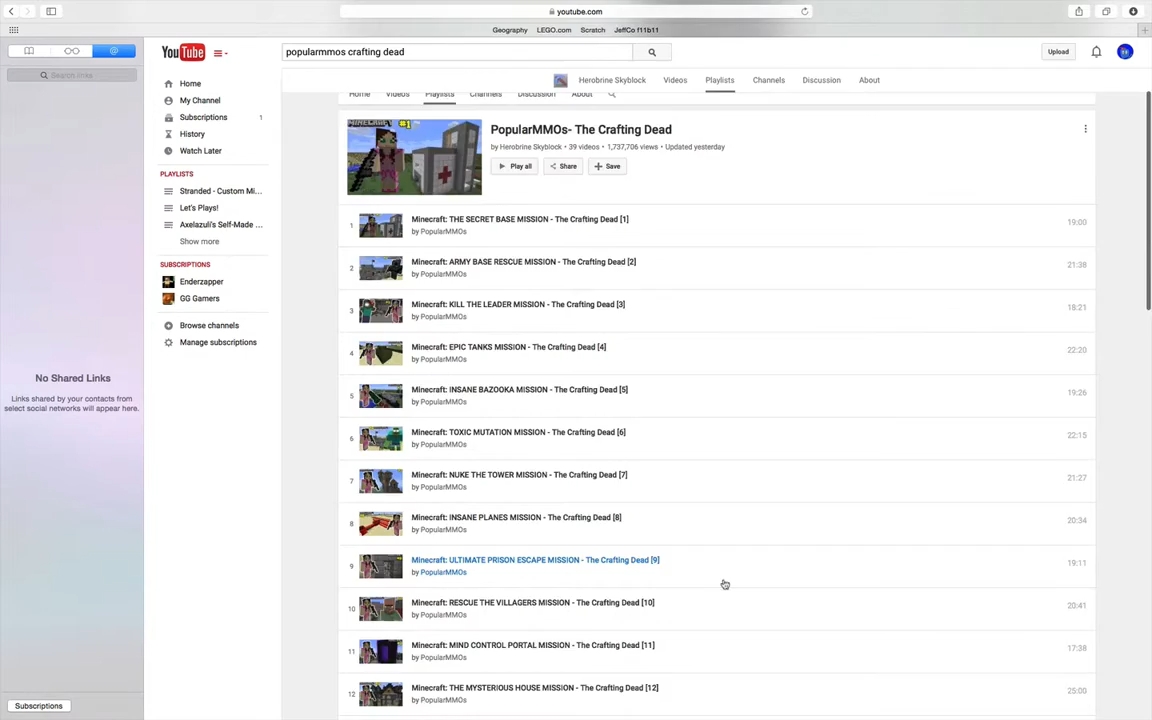 youtube.com
Geography LEGO.com Scratch JeffCo f11b11
Search links
YouTube
popularmmos crafting dead
Upload
Herobrine Skyblock Videos Playlists Channels Discussion About
Home Videos Playlists Channels Discussion About
Home
My Channel
Subscriptions 1
History
Watch Later
PLAYLISTS
Stranded - Custom Mi...
Let's Plays!
Axelazuli's Self-Made ...
Show more
SUBSCRIPTIONS
Enderzapper
GG Gamers
Browse channels
Manage subscriptions
No Shared Links
Links shared by your contacts from
select social networks will appear here.
Subscriptions
MINECRAFT #1
PopularMMOs- The Crafting Dead
by Herobrine Skyblock • 39 videos • 1,737,706 views • Updated yesterday
Play all Share Save
1 Minecraft: THE SECRET BASE MISSION - The Crafting Dead [1] 19:00
by PopularMMOs
2 Minecraft: ARMY BASE RESCUE MISSION - The Crafting Dead [2] 21:38
by PopularMMOs
3 Minecraft: KILL THE LEADER MISSION - The Crafting Dead [3] 18:21
by PopularMMOs
4 Minecraft: EPIC TANKS MISSION - The Crafting Dead [4] 22:20
by PopularMMOs
5 Minecraft: INSANE BAZOOKA MISSION - The Crafting Dead [5] 19:26
by PopularMMOs
6 Minecraft: TOXIC MUTATION MISSION - The Crafting Dead [6] 22:15
by PopularMMOs
7 Minecraft: NUKE THE TOWER MISSION - The Crafting Dead [7] 21:27
by PopularMMOs
8 Minecraft: INSANE PLANES MISSION - The Crafting Dead [8] 20:34
by PopularMMOs
9 Minecraft: ULTIMATE PRISON ESCAPE MISSION - The Crafting Dead [9] 19:11
by PopularMMOs
10 Minecraft: RESCUE THE VILLAGERS MISSION - The Crafting Dead [10] 20:41
by PopularMMOs
11 Minecraft: MIND CONTROL PORTAL MISSION - The Crafting Dead [11] 17:38
by PopularMMOs
12 Minecraft: THE MYSTERIOUS HOUSE MISSION - The Crafting Dead [12] 25:00
by PopularMMOs